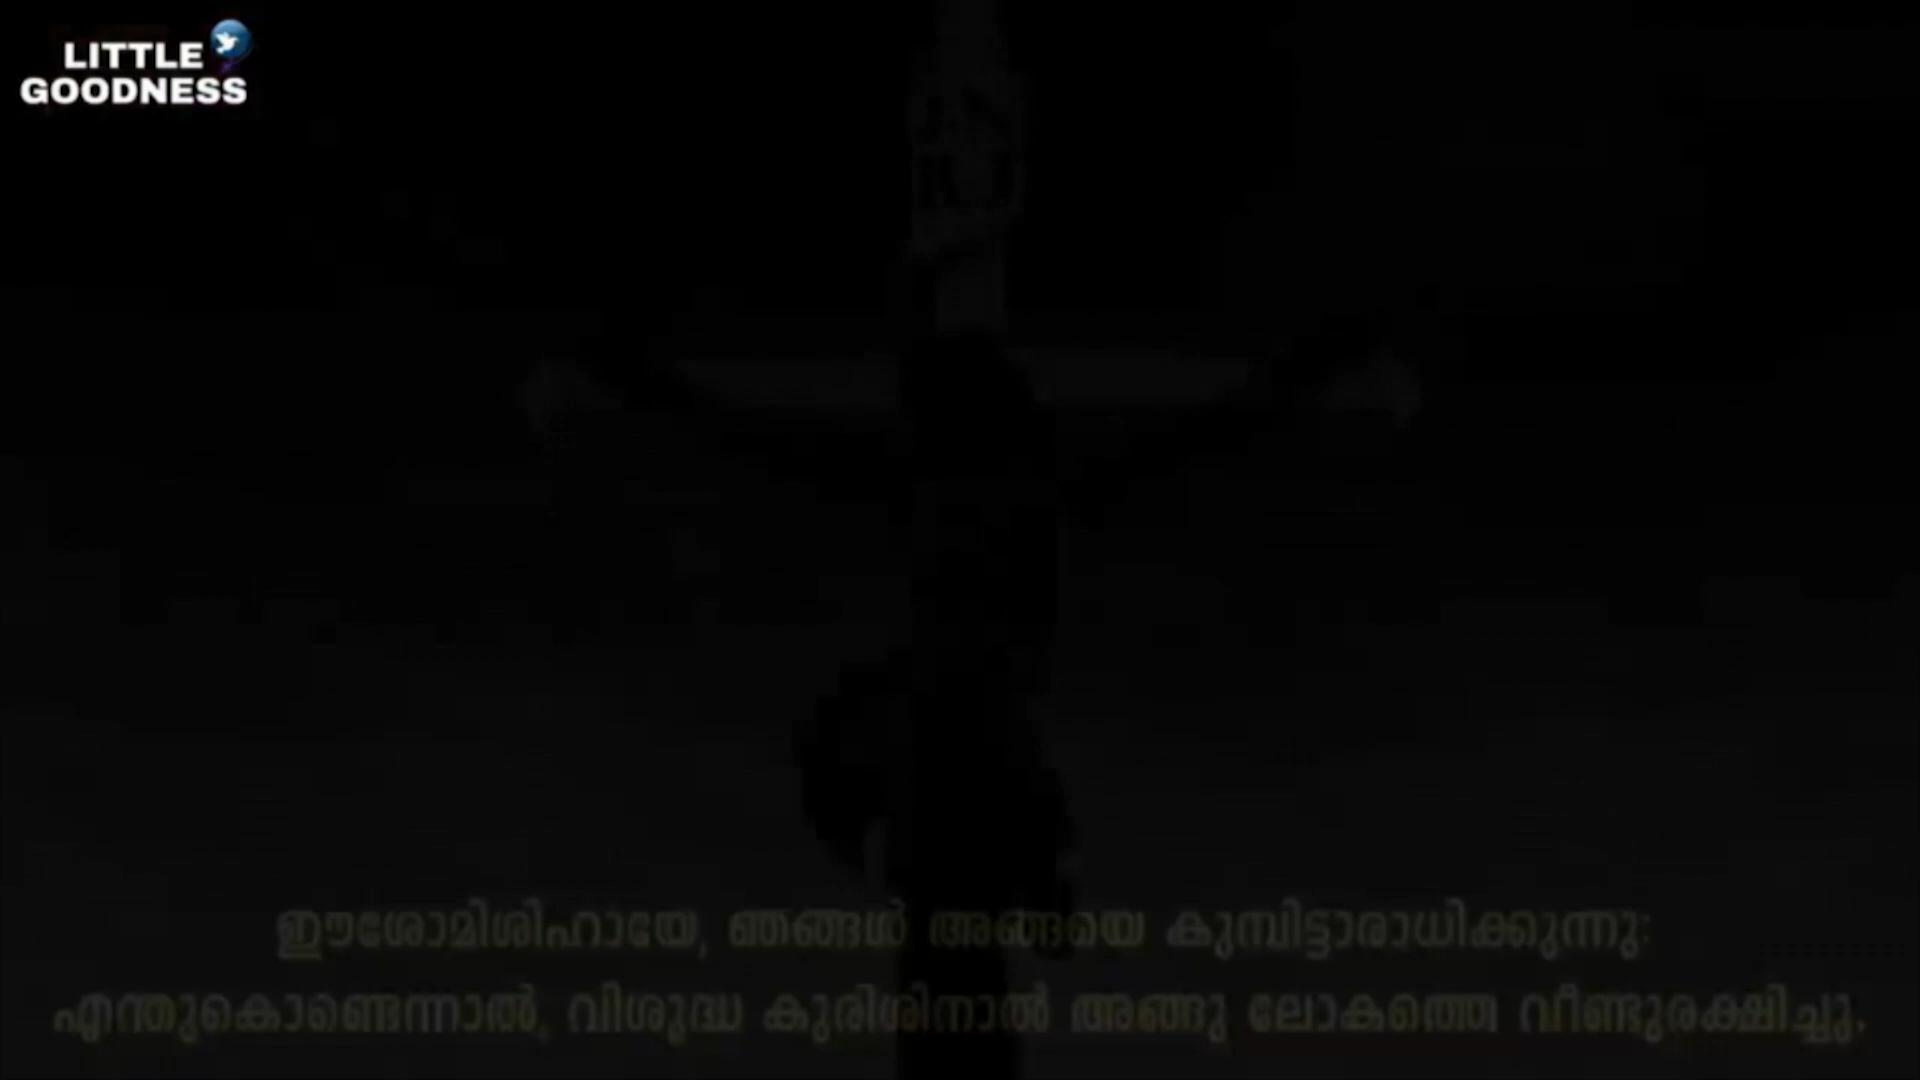 LITTLE
GOODNESS
ഈശോമിശിഹായേ, ഞങ്ങൾ അങ്ങയെ കുമ്പിട്ടാരാധിക്കുന്നു:
എന്തുകൊണ്ടെന്നാൽ, വിശുദ്ധ കുരിശിനാൽ അങ്ങു ലോകത്തെ വീണ്ടുരക്ഷിച്ചു.